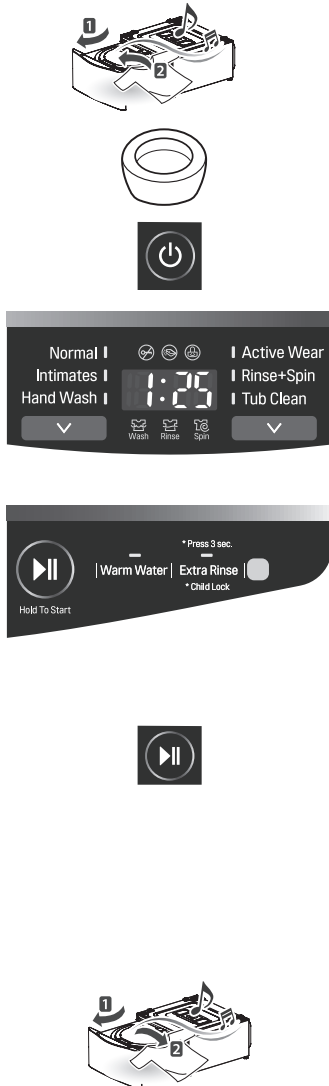 1
2
Normal
Active Wear
Intimates
1:25
Rinse+Spin
Hand Wash
Tub Clean
Wash Rinse Spin
* Press 3 sec.
Warm Water
Extra Rinse
* Child Lock
Hold To Start
1
2